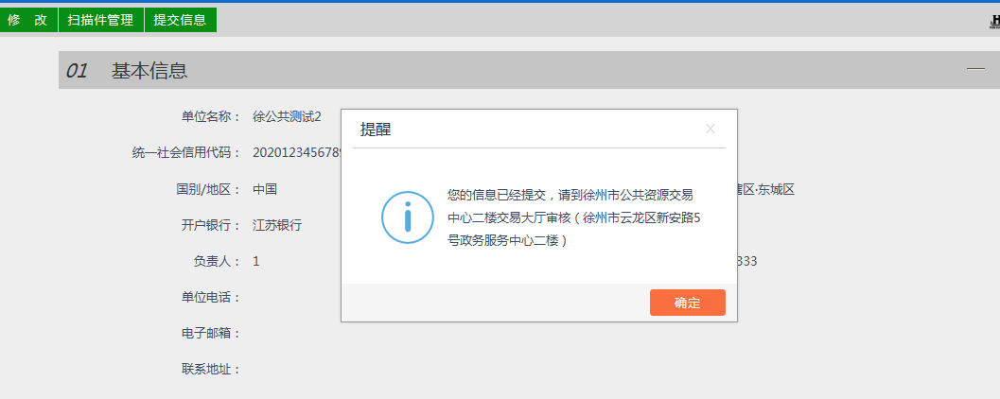 修 改 扫描件管理 提交信息
01 基本信息
单位名称： 徐公共测试2
统一社会信用代码： 2020123456789
国别/地区： 中国
区·东城区
开户银行： 江苏银行
负责人： 1
333
单位电话：
电子邮箱：
联系地址：
提醒
您的信息已经提交，请到徐州市公共资源交易
中心二楼交易大厅审核（徐州市云龙区新安路5
号政务服务中心二楼）
确定